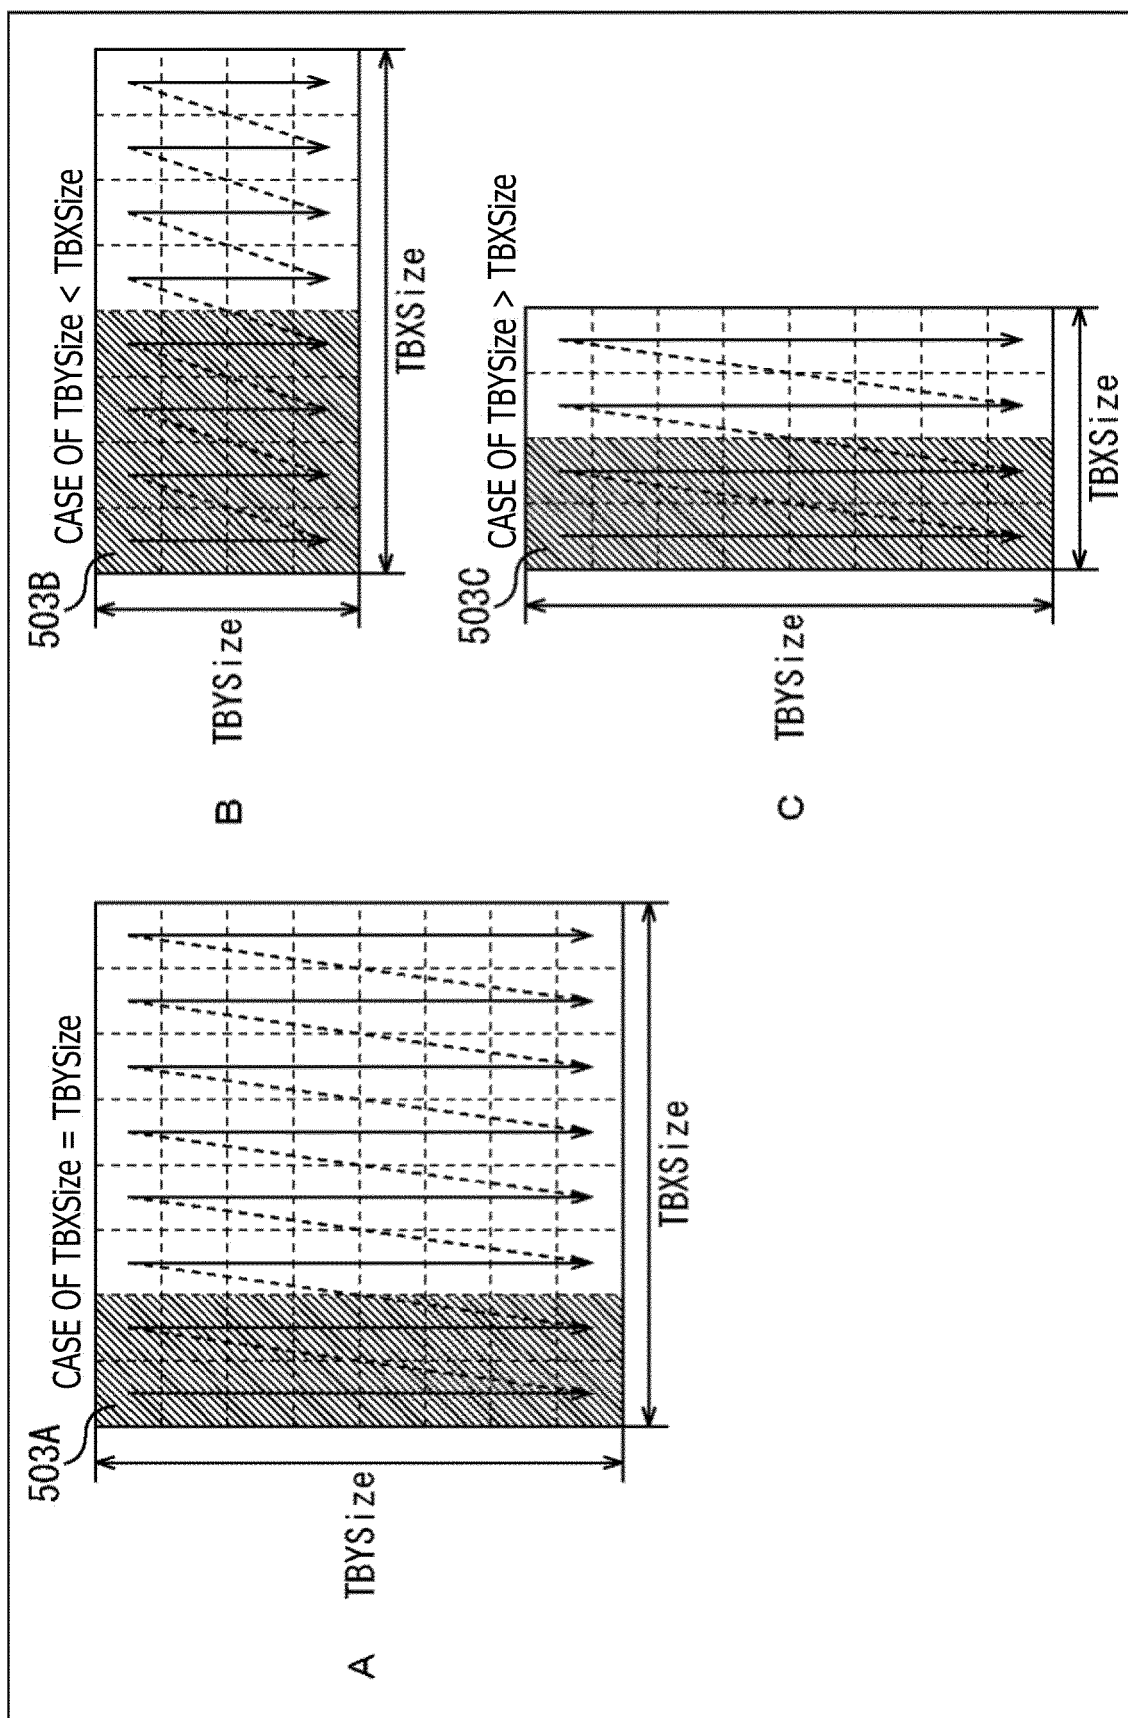 A
503A
CASE OF TBXSize = TBYSize
TBYSize
TBXSize
B
503B
CASE OF TBYSize < TBXSize
TBYSize
TBXSize
C
503C
CASE OF TBYSize > TBXSize
TBYSize
TBXSize